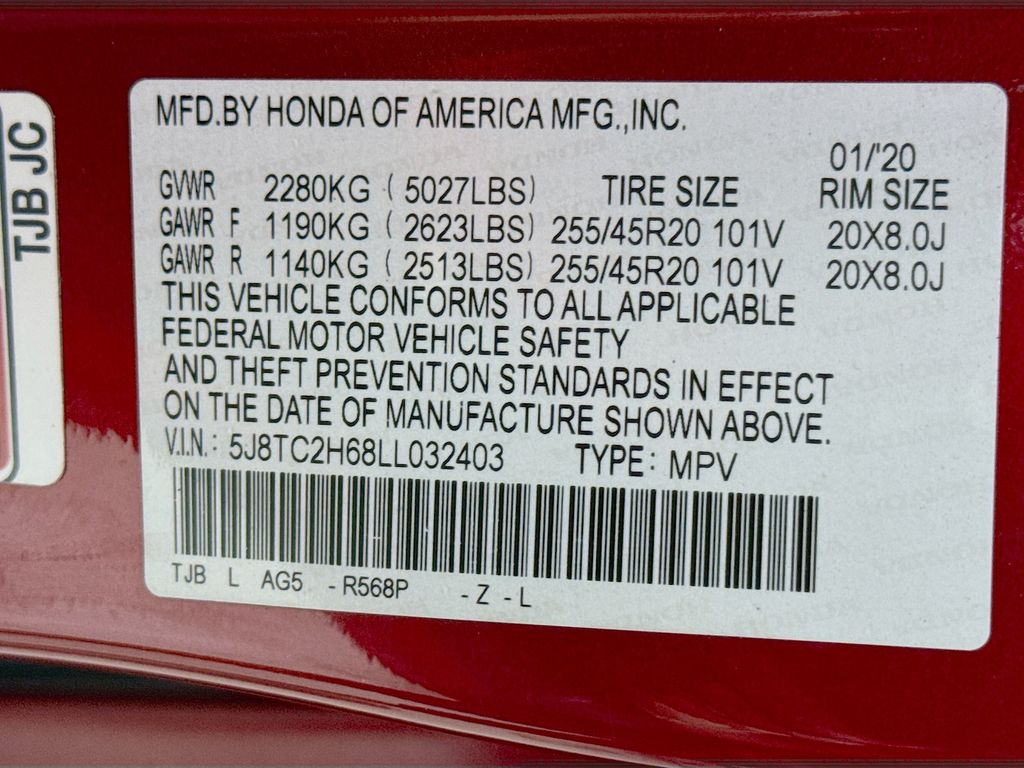 TJB JC
MFD.BY HONDA OF AMERICA MFG.,INC.
01/'20
GVWR 2280KG (5027LBS) TIRE SIZE RIM SIZE
GAWR F 1190KG (2623LBS) 255/45R20 101V 20X8.0J
GAWR R 1140KG (2513LBS) 255/45R20 101V 20X8.0J
THIS VEHICLE CONFORMS TO ALL APPLICABLE
FEDERAL MOTOR VEHICLE SAFETY
AND THEFT PREVENTION STANDARDS IN EFFECT
ON THE DATE OF MANUFACTURE SHOWN ABOVE.
V.I.N.: 5J8TC2H68LL032403 TYPE: MPV
TJB L AG5 -R568P -Z -L